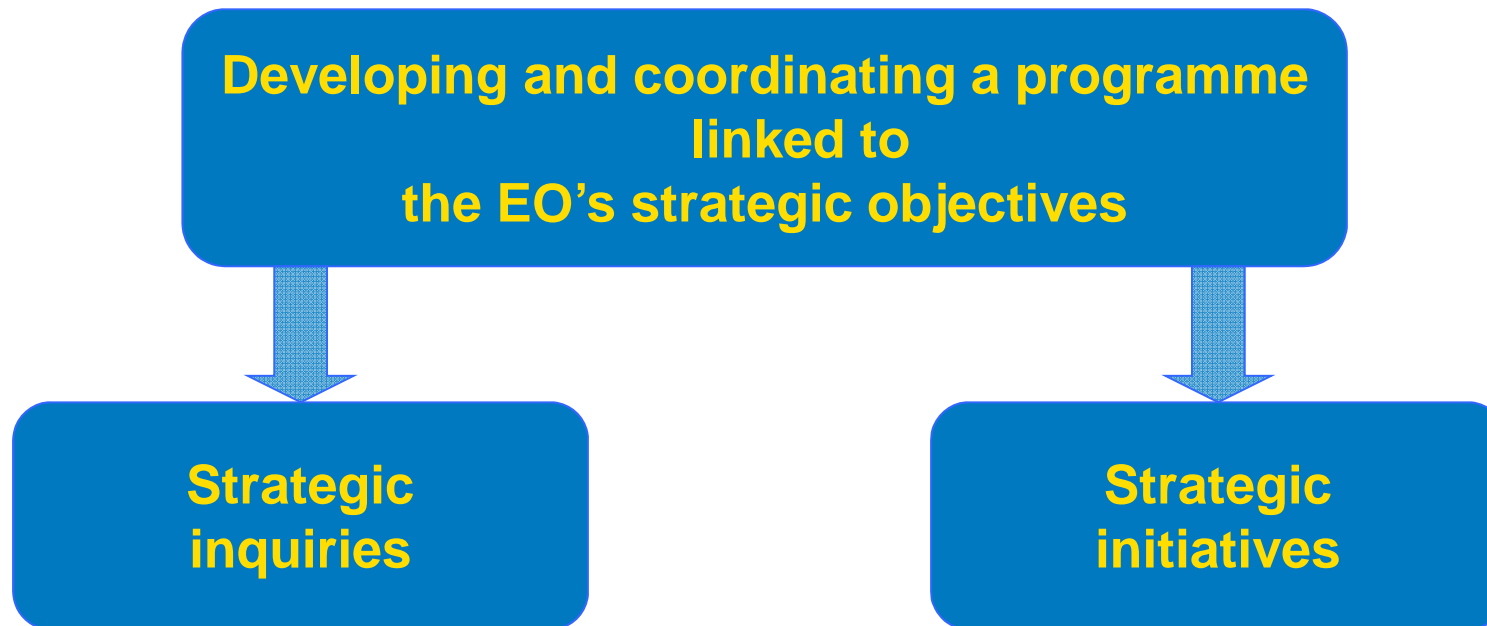 Developing and coordinating a programme
linked to
the EO’s strategic objectives
Strategic
inquiries
Strategic
initiatives